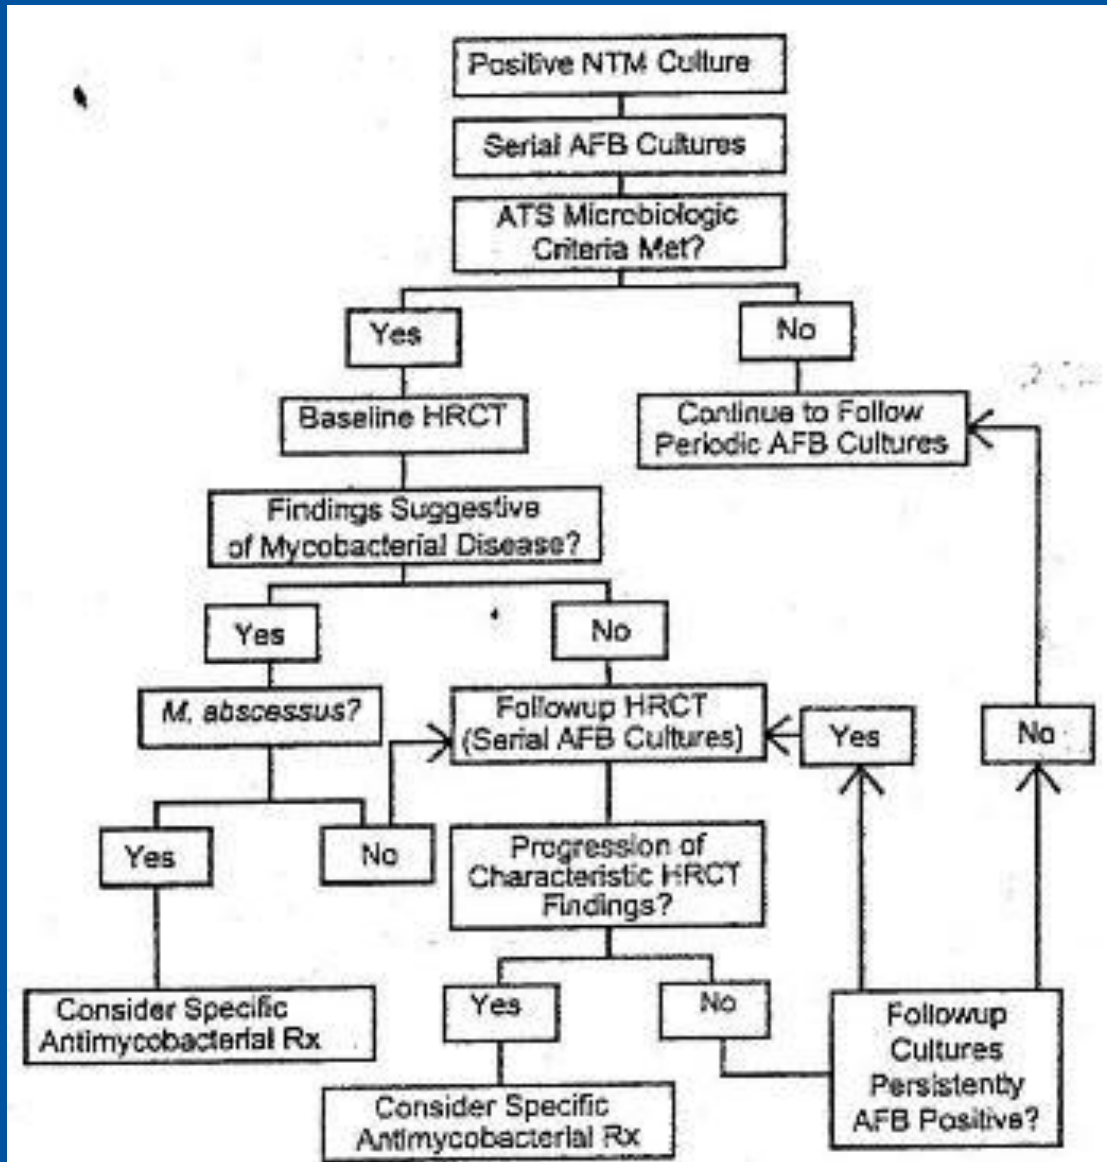 Positive NTM Culture
Serial AFB Cultures
ATS Microbiologic
Criteria Met?
Yes
No
Baseline HRCT
Continue to Follow
Periodic AFB Cultures
Findings Suggestive
of Mycobacterial Disease?
Yes
No
M. abscessus?
Followup HRCT
(Serial AFB Cultures)
Yes
No
Yes
No
Progression of
Characteristic HRCT
Findings?
Yes
No
Consider Specific
Antimycobacterial Rx
Followup
Cultures
Persistently
AFB Positive?
Consider Specific
Antimycobacterial Rx